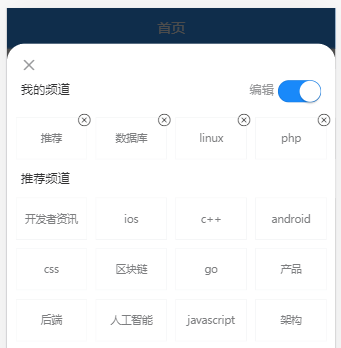 首页
我的频道 编辑
推荐 数据库 linux php
推荐频道
开发者资讯 ios c++ android
css 区块链 go 产品
后端 人工智能 javascript 架构